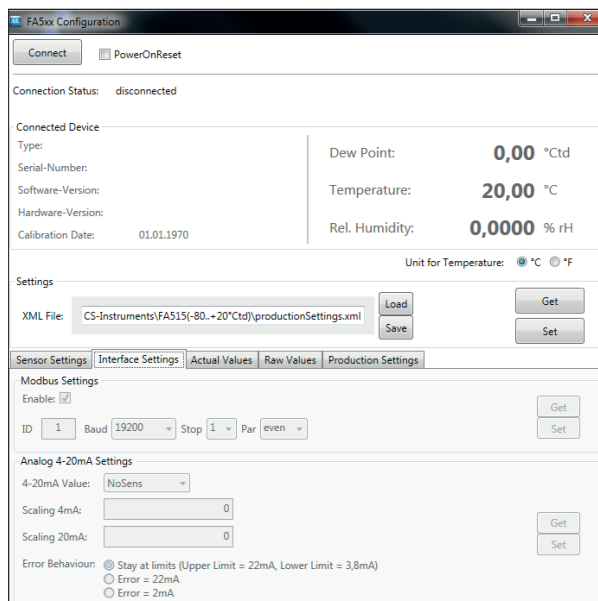 FA5xx Configuration
Connect PowerOnReset
Connection Status: disconnected
Connected Device
Type:
Serial-Number:
Software-Version:
Hardware-Version:
Calibration Date: 01.01.1970
Dew Point: 0,00 °Ctd
Temperature: 20,00 °C
Rel. Humidity: 0,0000 % rH
Unit for Temperature: °C °F
Settings
XML File: CS-Instruments\FA515(-80..+20°Ctd)\productionSettings.xml
Load
Save
Get
Set
Sensor Settings Interface Settings Actual Values Raw Values Production Settings
Modbus Settings
Enable:
ID 1 Baud 19200 Stop 1 Par even
Get
Set
Analog 4-20mA Settings
4-20mA Value: NoSens
Scaling 4mA: 0
Scaling 20mA: 0
Get
Set
Error Behaviour: Stay at limits (Upper Limit = 22mA, Lower Limit = 3,8mA)
Error = 22mA
Error = 2mA